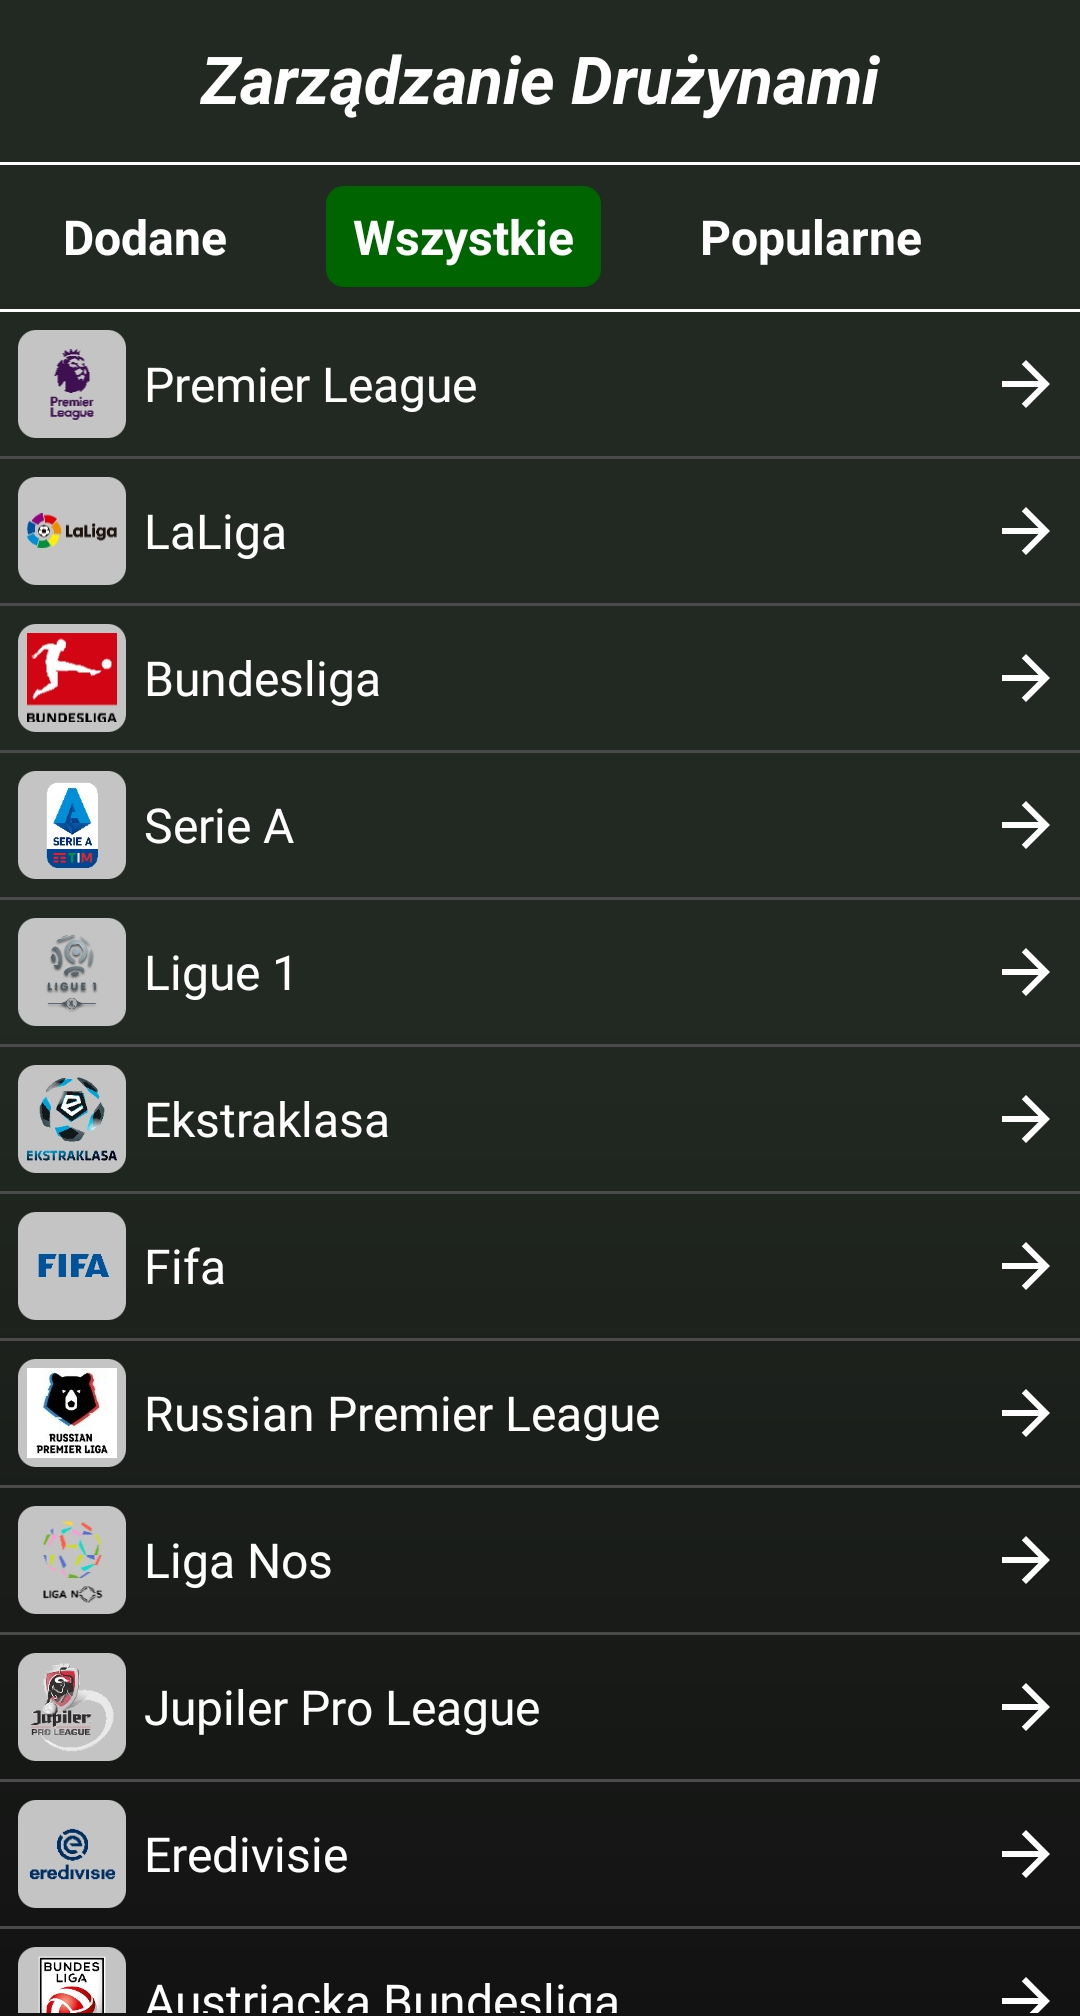 Zarządzanie Drużynami
Dodane
Wszystkie
Popularne
Premier
League
Premier League
LaLiga
LaLiga
BUNDESLIGA
Bundesliga
SERIE A
TIM
Serie A
LIGUE 1
Ligue 1
EKSTRAKLASA
Ekstraklasa
FIFA
Fifa
RUSSIAN
PREMIER LIGA
Russian Premier League
LIGA NOS
Liga Nos
Jupiler
PRO LEAGUE
Jupiler Pro League
eredivisie
Eredivisie
BUNDES
LIGA
Austriacka Bundesliga